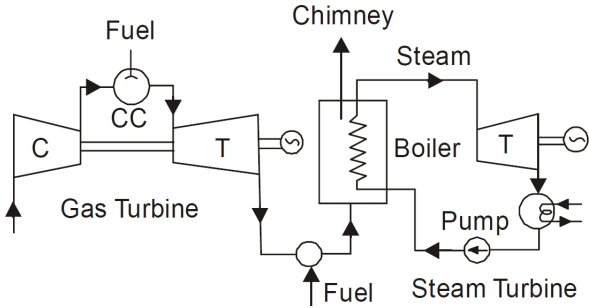 Chimney
Fuel
Steam
CC
C
T
T
Boiler
Gas Turbine
Pump
Fuel
Steam Turbine